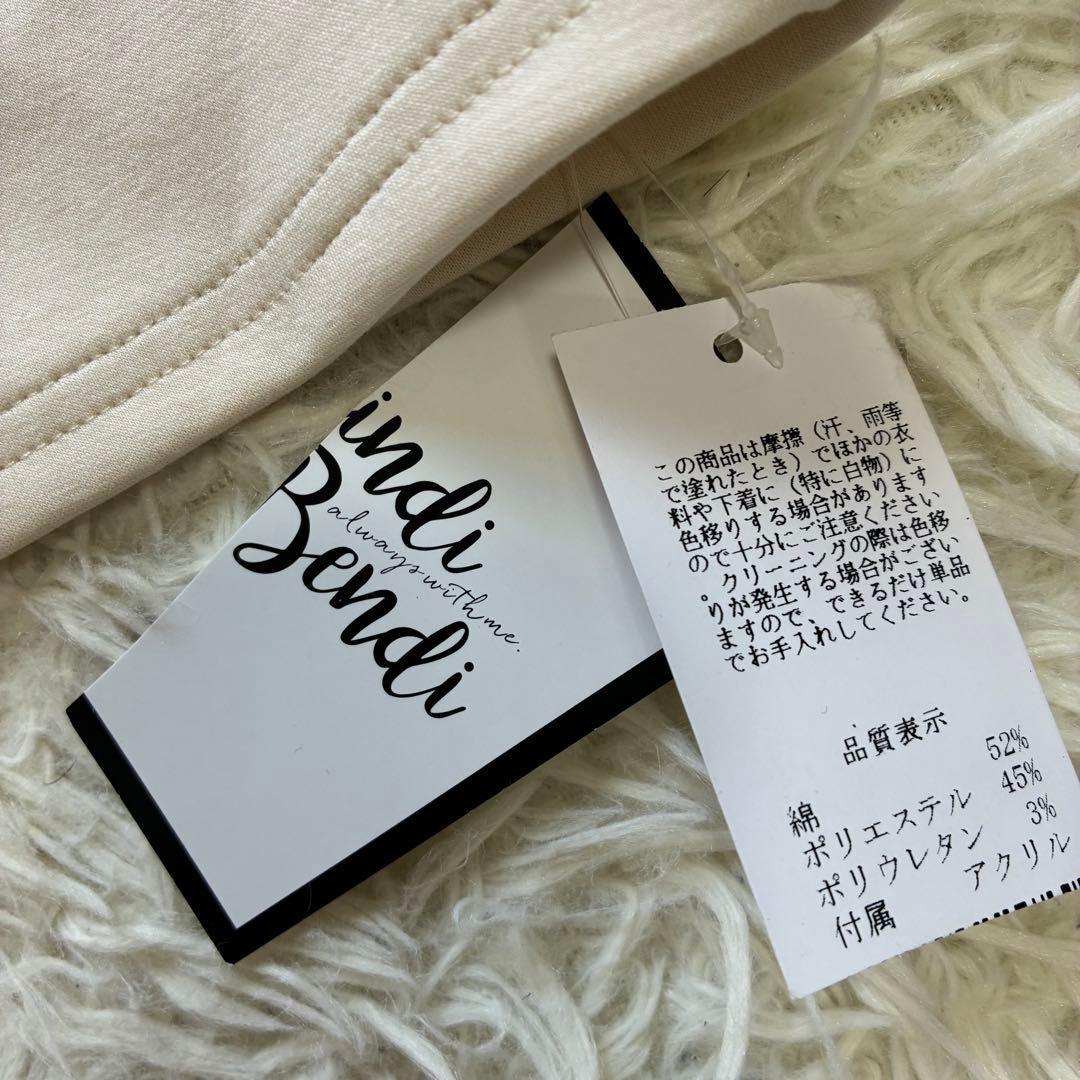 indi
always with me.
Bendi
この商品は摩擦（汗、雨等
で塗れたとき）でほかの衣
料や下着に（特に白物）に
色移りする場合があります
ので十分にご注意ください
。クリーニングの際は色移
りが発生する場合がござい
ますので、できるだけ単品
でお手入れしてください。
品質表示
綿 52%
ポリエステル 45%
ポリウレタン 3%
付属 アクリル